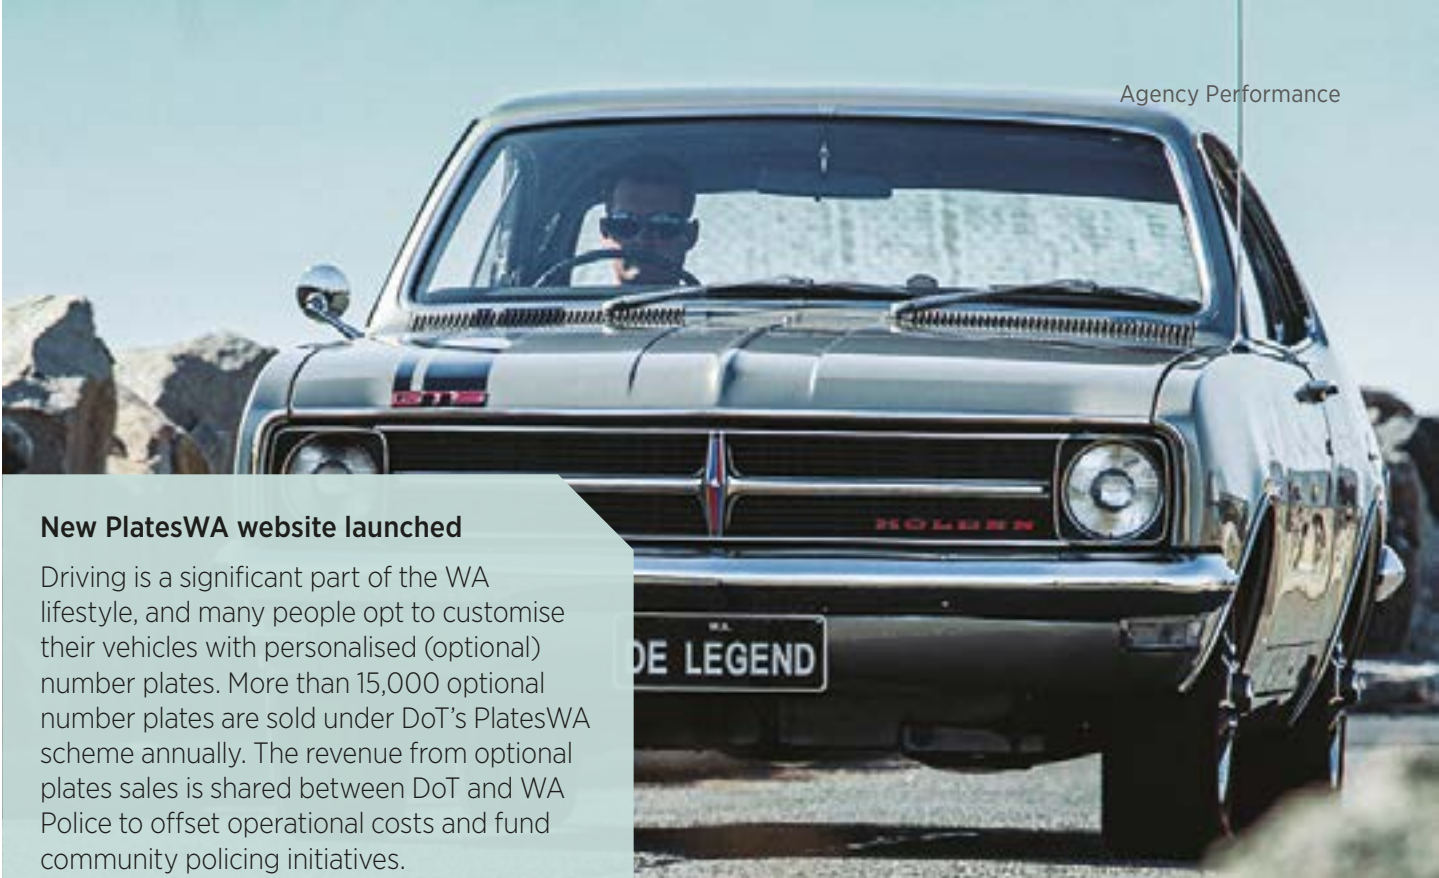 Agency Performance
GTS
HOLDEN
W.A.
DE LEGEND
New PlatesWA website launched
Driving is a significant part of the WA
lifestyle, and many people opt to customise
their vehicles with personalised (optional)
number plates. More than 15,000 optional
number plates are sold under DoT’s PlatesWA
scheme annually. The revenue from optional
plates sales is shared between DoT and WA
Police to offset operational costs and fund
community policing initiatives.